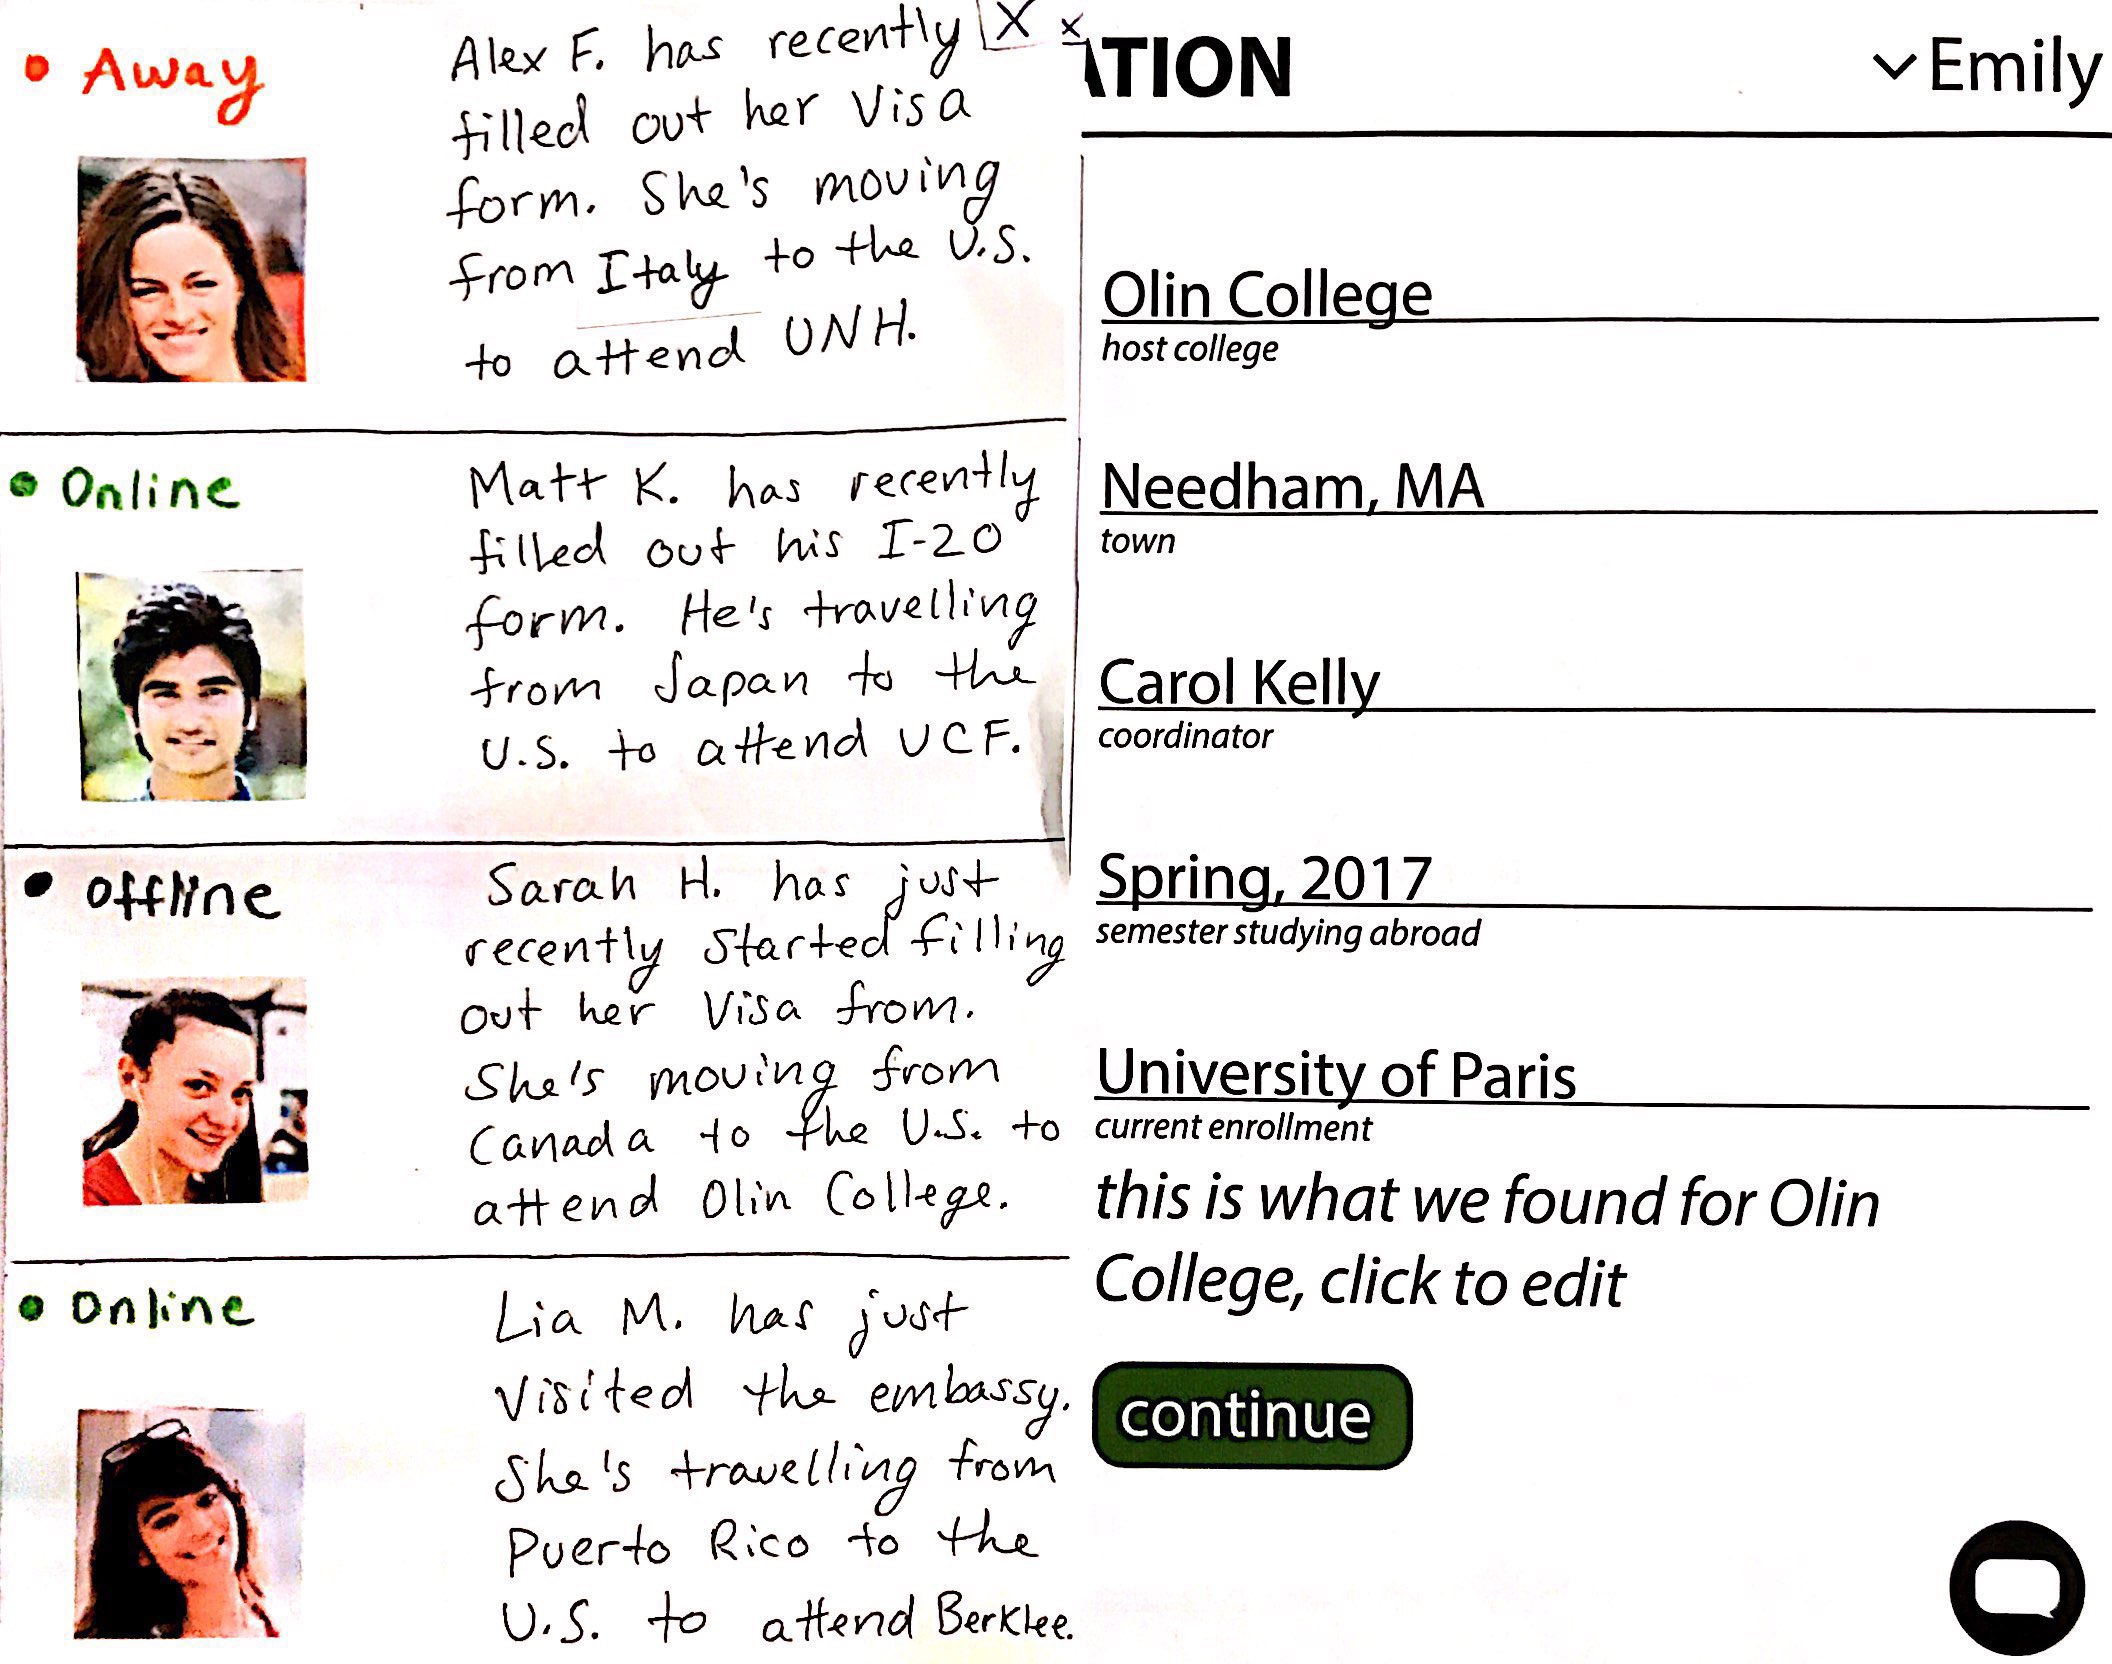 • Away
Alex F. has recently
filled out her Visa
form. She's moving
from Italy to the U.S.
to attend UNH.
• Online
Matt K. has recently
filled out his I-20
form. He's travelling
from Japan to the
U.S. to attend UCF.
• Offline
Sarah H. has just
recently started filling
out her Visa from.
She's moving from
Canada to the U.S. to
attend Olin College.
• Online
Lia M. has just
visited the embassy.
She's travelling from
Puerto Rico to the
U.S. to attend Berklee.
X x
ATION
Emily
Olin College
host college
Needham, MA
town
Carol Kelly
coordinator
Spring, 2017
semester studying abroad
University of Paris
current enrollment
this is what we found for Olin
College, click to edit
continue